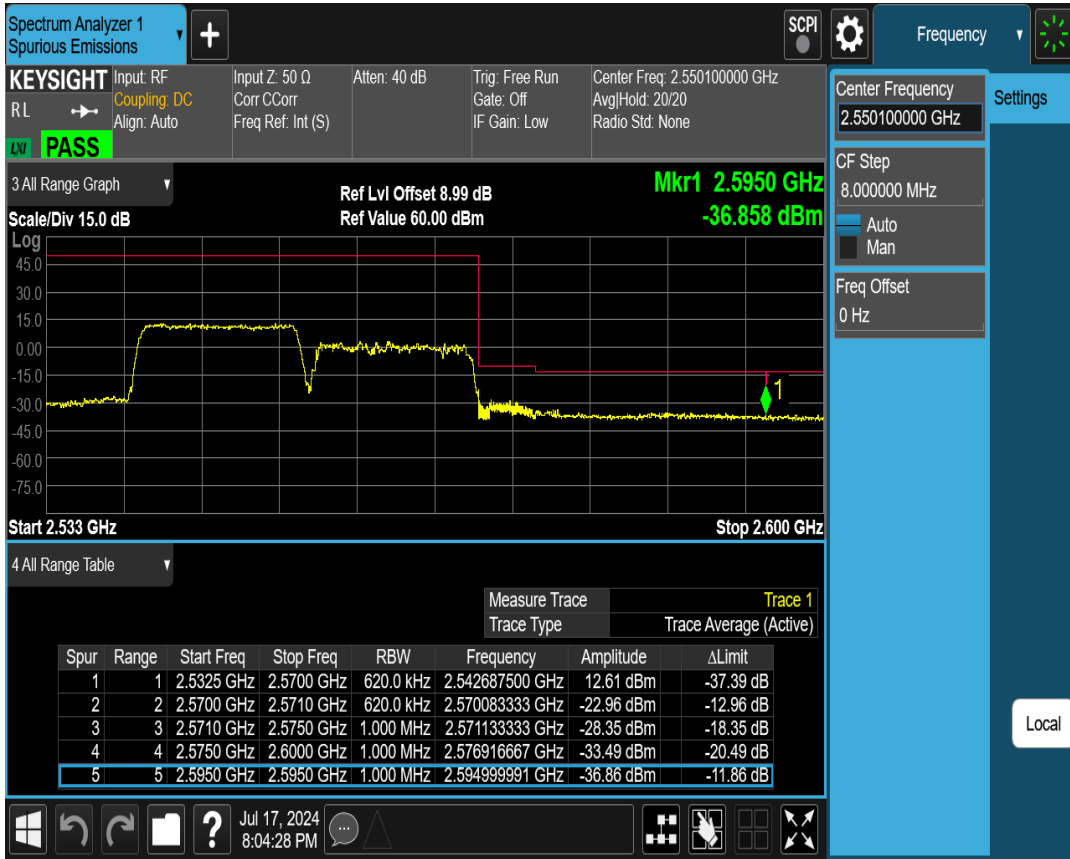 Spectrum Analyzer 1
Spurious Emissions
+
SCPI
Frequency
KEYSIGHT
RL
LXI
PASS
Input: RF
Coupling: DC
Align: Auto
Input Z: 50 Ω
Corr CCorr
Freq Ref: Int (S)
Atten: 40 dB
Trig: Free Run
Gate: Off
IF Gain: Low
Center Freq: 2.550100000 GHz
Avg|Hold: 20/20
Radio Std: None
Center Frequency
2.550100000 GHz
Settings
CF Step
8.000000 MHz
Auto
Man
Freq Offset
0 Hz
3 All Range Graph
Scale/Div 15.0 dB
Ref Lvl Offset 8.99 dB
Ref Value 60.00 dBm
Mkr1 2.5950 GHz
-36.858 dBm
Log
45.0
30.0
15.0
0.00
-15.0
-30.0
-45.0
-60.0
-75.0
1
Start 2.533 GHz
Stop 2.600 GHz
4 All Range Table
Measure Trace Trace 1
Trace Type Trace Average (Active)
Spur Range Start Freq Stop Freq RBW Frequency Amplitude ΔLimit
1 1 2.5325 GHz 2.5700 GHz 620.0 kHz 2.542687500 GHz 12.61 dBm -37.39 dB
2 2 2.5700 GHz 2.5710 GHz 620.0 kHz 2.570083333 GHz -22.96 dBm -12.96 dB
3 3 2.5710 GHz 2.5750 GHz 1.000 MHz 2.571133333 GHz -28.35 dBm -18.35 dB
4 4 2.5750 GHz 2.6000 GHz 1.000 MHz 2.576916667 GHz -33.49 dBm -20.49 dB
5 5 2.5950 GHz 2.5950 GHz 1.000 MHz 2.594999991 GHz -36.86 dBm -11.86 dB
Local
?
Jul 17, 2024
8:04:28 PM